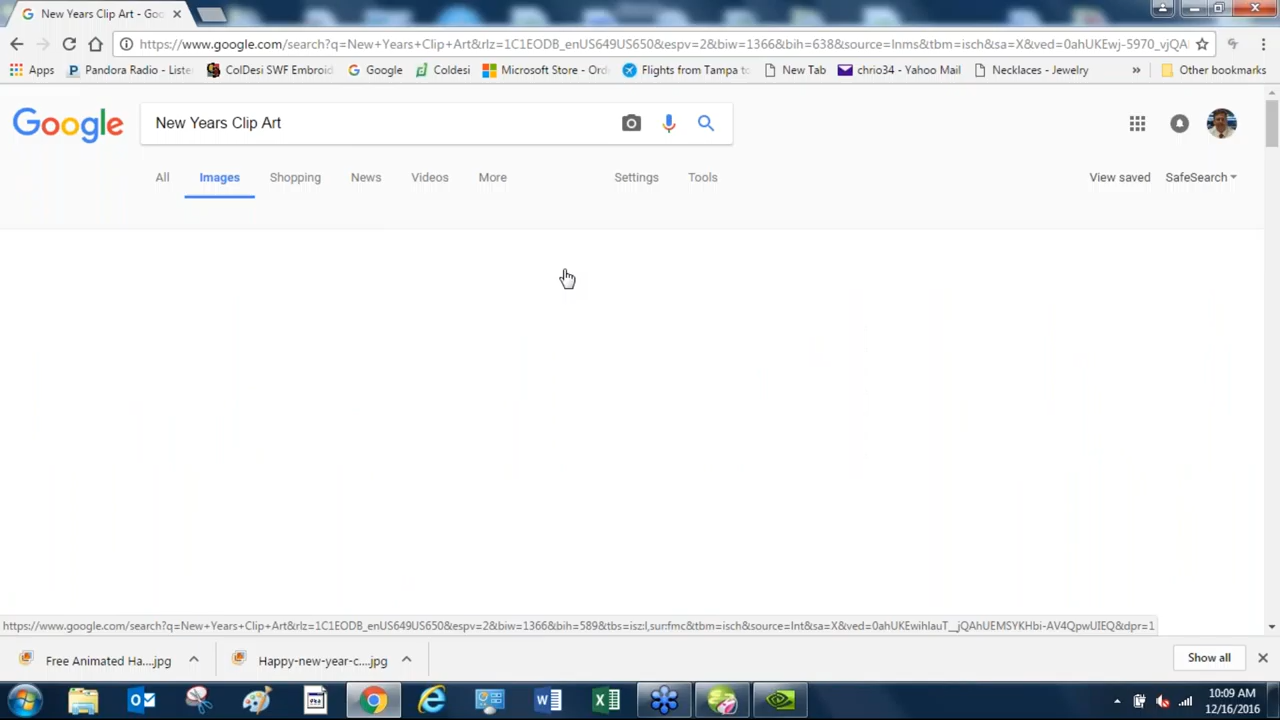 New Years Clip Art - Goo
https://www.google.com/search?q=New+Years+Clip+Art&rlz=1C1EODB_enUS649US650&espv=2&biw=1366&bih=638&source=lnms&tbm=isch&sa=X&ved=0ahUKEwj-5970_vjQAI
Apps Pandora Radio - Liste ColDesi SWF Embroid Google Coldesi Microsoft Store - Ord Flights from Tampa to New Tab chrio34 - Yahoo Mail Necklaces - Jewelry » Other bookmarks
Google New Years Clip Art
All Images Shopping News Videos More Settings Tools View saved SafeSearch
https://www.google.com/search?q=New+Years+Clip+Art&rlz=1C1EODB_enUS649US650&espv=2&biw=1366&bih=589&tbs=isz:l,sur:fmc&tbm=isch&source=lnt&sa=X&ved=0ahUKEwihlauT__jQAhUEMSYKHbi-AV4QpwUIEQ&dpr=1
Free Animated Ha....jpg Happy-new-year-c....jpg Show all
10:09 AM
12/16/2016